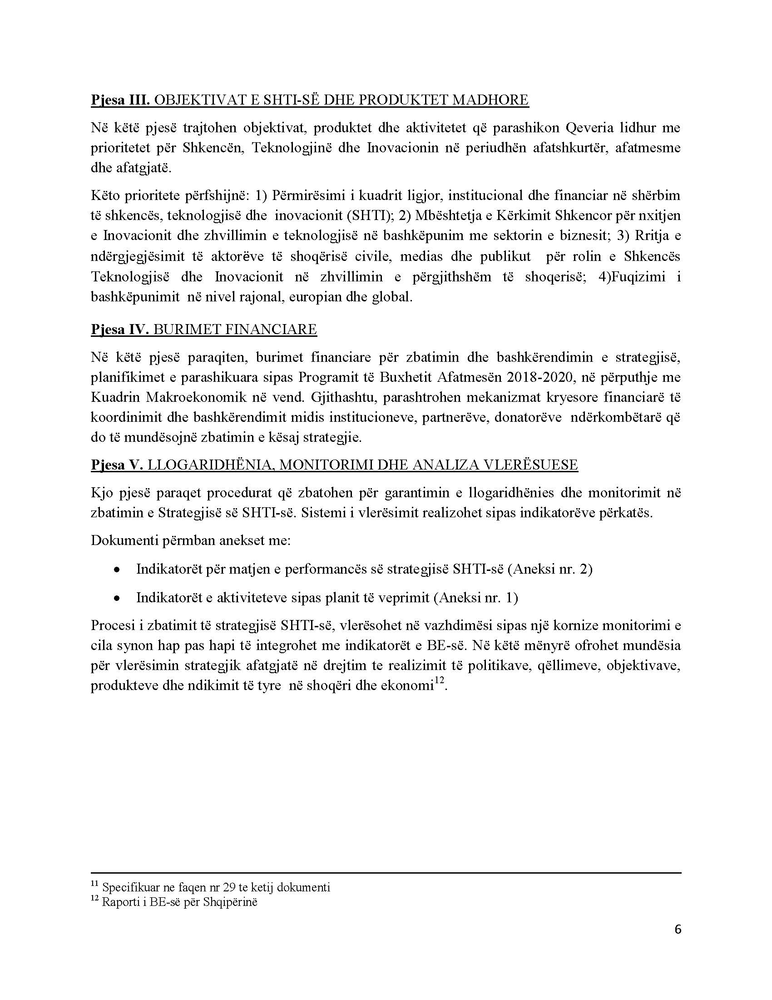 Pjesa III. OBJEKTIVAT E SHTI-SË DHE PRODUKTET MADHORE
Në këtë pjesë trajtohen objektivat, produktet dhe aktivitetet që parashikon Qeveria lidhur me
prioritetet për Shkencën, Teknologjinë dhe Inovacionin në periudhën afatshkurtër, afatmesme
dhe afatgjatë.
Këto prioritete përfshijnë: 1) Përmirësimi i kuadrit ligjor, institucional dhe financiar në shërbim
të shkencës, teknologjisë dhe  inovacionit (SHTI); 2) Mbështetja e Kërkimit Shkencor për nxitjen
e Inovacionit dhe zhvillimin e teknologjisë në bashkëpunim me sektorin e biznesit; 3) Rritja e
ndërgjegjësimit të aktorëve të shoqërisë civile, medias dhe publikut  për rolin e Shkencës
Teknologjisë dhe Inovacionit në zhvillimin e përgjithshëm të shoqerisë; 4)Fuqizimi i
bashkëpunimit  në nivel rajonal, europian dhe global.
Pjesa IV. BURIMET FINANCIARE
Në këtë pjesë paraqiten, burimet financiare për zbatimin dhe bashkërendimin e strategjisë,
planifikimet e parashikuara sipas Programit të Buxhetit Afatmesën 2018-2020, në përputhje me
Kuadrin Makroekonomik në vend. Gjithashtu, parashtrohen mekanizmat kryesore financiarë të
koordinimit dhe bashkërendimit midis institucioneve, partnerëve, donatorëve  ndërkombëtarë që
do të mundësojnë zbatimin e kësaj strategjie.
Pjesa V. LLOGARIDHËNIA, MONITORIMI DHE ANALIZA VLERËSUESE
Kjo pjesë paraqet procedurat që zbatohen për garantimin e llogaridhënies dhe monitorimit në
zbatimin e Strategjisë së SHTI-së. Sistemi i vlerësimit realizohet sipas indikatorëve përkatës.
Dokumenti përmban anekset me:
• Indikatorët për matjen e performancës së strategjisë SHTI-së (Aneksi nr. 2)
• Indikatorët e aktiviteteve sipas planit të veprimit (Aneksi nr. 1)
Procesi i zbatimit të strategjisë SHTI-së, vlerësohet në vazhdimësi sipas një kornize monitorimi e
cila synon hap pas hapi të integrohet me indikatorët e BE-së. Në këtë mënyrë ofrohet mundësia
për vlerësimin strategjik afatgjatë në drejtim te realizimit të politikave, qëllimeve, objektivave,
produkteve dhe ndikimit të tyre  në shoqëri dhe ekonomi12.
11 Specifikuar ne faqen nr 29 te ketij dokumenti
12 Raporti i BE-së për Shqipërinë
6